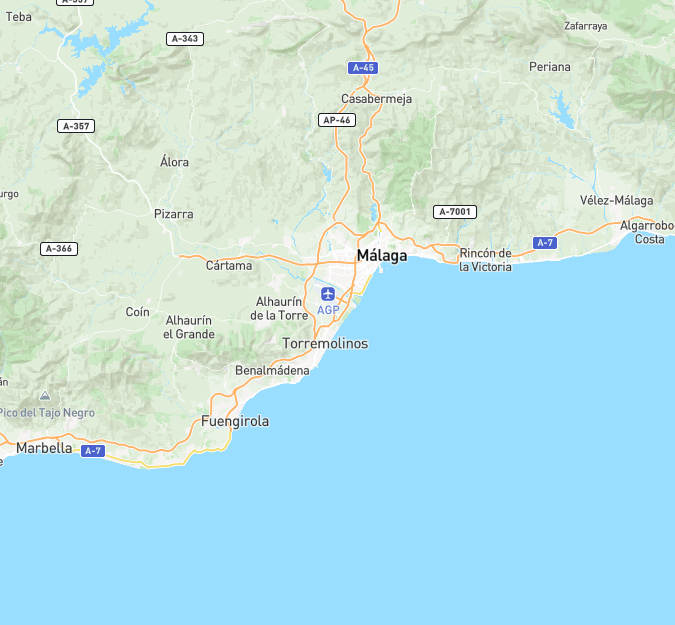 A-357
Teba
Zafarraya
A-343
A-45
Periana
Casabermeja
AP-46
A-357
Álora
Vélez-Málaga
Pizarra
A-7001
Algarrobo
Costa
A-7
A-366
Málaga
Rincón de
la Victoria
Cártama
Alhaurín
de la Torre
AGP
Coín
Alhaurín
el Grande
Torremolinos
Benalmádena
Pico del Tajo Negro
Fuengirola
Marbella
A-7